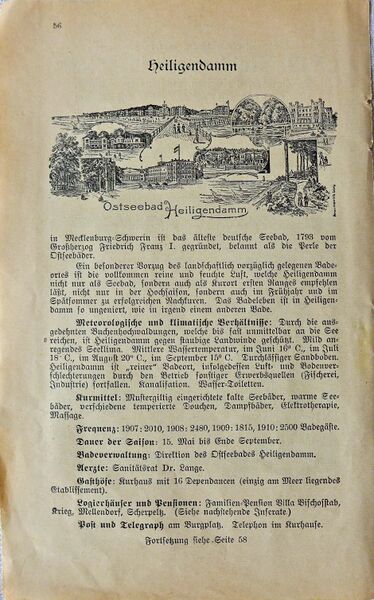 56
Heiligendamm
Ostseebad Heiligendamm
in Mecklenburg-Schwerin ist das älteste deutsche Seebad, 1793 vom
Großherzog Friedrich Franz I. gegründet, bekannt als die Perle der
Ostseebäder.
Ein besonderer Vorzug des landschaftlich vorzüglich gelegenen Bade-
ortes ist die vollkommen reine und feuchte Luft, welche Heiligendamm
nicht nur als Seebad, sondern auch als Kurort ersten Ranges empfehlen
läßt, nicht nur in der Hochsaison, sondern auch im Frühjahr und im
Spätsommer zu erfolgreichen Nachkuren. Das Badeleben ist in Heiligen-
damm so ungeniert, wie in irgend einem anderen Bade.
Meteorologische und klimatische Verhältnisse: Durch die aus-
gedehnten Buchenhochwaldungen, welche bis fast unmittelbar an die See
reichen, ist Heiligendamm gegen staubige Landwinde geschützt. Mild an-
regendes Seeklima. Mittlere Wassertemperatur, im Juni 16° C., im Juli
18° C., im August 20° C., im September 15° C. Durchlässiger Sandboden.
Heiligendamm ist „reiner" Badeort, infolgedessen Luft- und Boden-
verschlechterungen durch den Betrieb sonstiger Gewerbsquellen (Fischerei,
Industrie) fortfallen. Kanalisation. Wasser-Toiletten.
Kurmittel: Mustergiltig eingerichtete kalte Seebäder, warme See-
bäder, verschiedene temperierte Douchen, Dampfbäder, Elektrotherapie,
Massage.
Frequenz: 1907: 2010, 1908: 2480, 1909: 1815, 1910: 2500 Badegäste.
Dauer der Saison: 15. Mai bis Ende September.
Badeverwaltung: Direktion des Ostseebades Heiligendamm.
Aerzte: Sanitätsrat Dr. Lange.
Gasthöfe: Kurhaus mit 16 Dependancen (einzig am Meer liegendes
Etablissement).
Logierhäuser und Pensionen: Familien-Pension Villa Bischofstab,
Krieg, Mellendorf, Scherpeltz. (Siehe nachstehende Inserate)
Post und Telegraph am Burgplatz. Telephon im Kurhause.
Fortsetzung siehe Seite 58